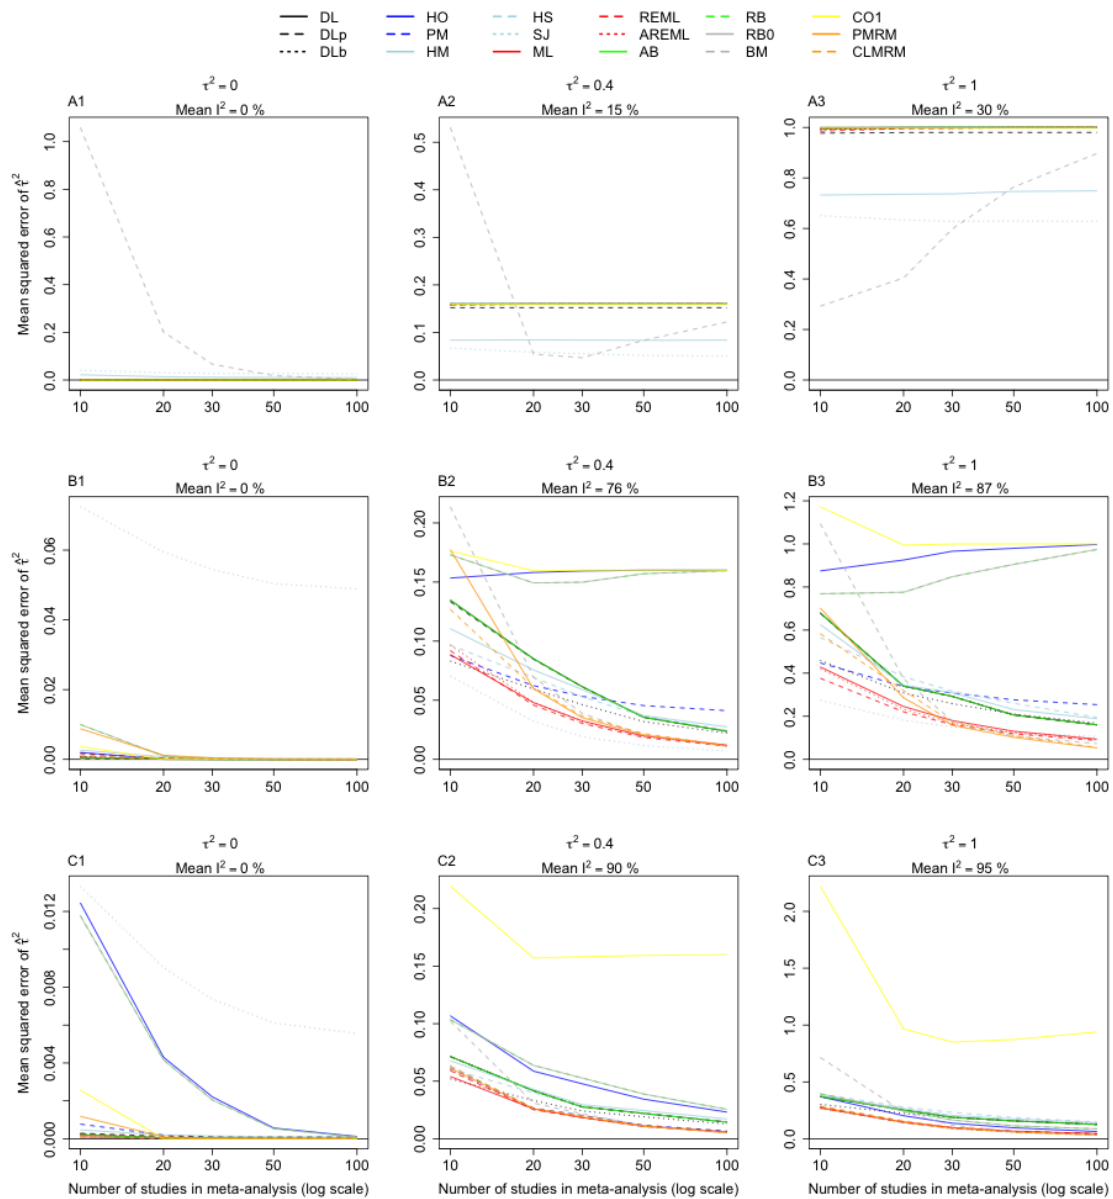 DL HO HS REML RB CO1
DLp PM SJ AREML RB0 PMRM
DLb HM ML AB BM CLMRM
τ² = 0
A1 Mean I² = 0 %
τ² = 0.4
A2 Mean I² = 15 %
τ² = 1
A3 Mean I² = 30 %
Mean squared error of τ̂²
1.0
0.8
0.6
0.4
0.2
0.0
10 20 30 50 100
0.5
0.4
0.3
0.2
0.1
0.0
10 20 30 50 100
1.0
0.8
0.6
0.4
0.2
0.0
10 20 30 50 100
τ² = 0
B1 Mean I² = 0 %
τ² = 0.4
B2 Mean I² = 76 %
τ² = 1
B3 Mean I² = 87 %
Mean squared error of τ̂²
0.06
0.04
0.02
0.00
10 20 30 50 100
0.20
0.15
0.10
0.05
0.00
10 20 30 50 100
1.2
1.0
0.8
0.6
0.4
0.2
0.0
10 20 30 50 100
τ² = 0
C1 Mean I² = 0 %
τ² = 0.4
C2 Mean I² = 90 %
τ² = 1
C3 Mean I² = 95 %
Mean squared error of τ̂²
0.012
0.008
0.004
0.000
10 20 30 50 100
0.20
0.15
0.10
0.05
0.00
10 20 30 50 100
2.0
1.5
1.0
0.5
0.0
10 20 30 50 100
Number of studies in meta-analysis (log scale)
Number of studies in meta-analysis (log scale)
Number of studies in meta-analysis (log scale)